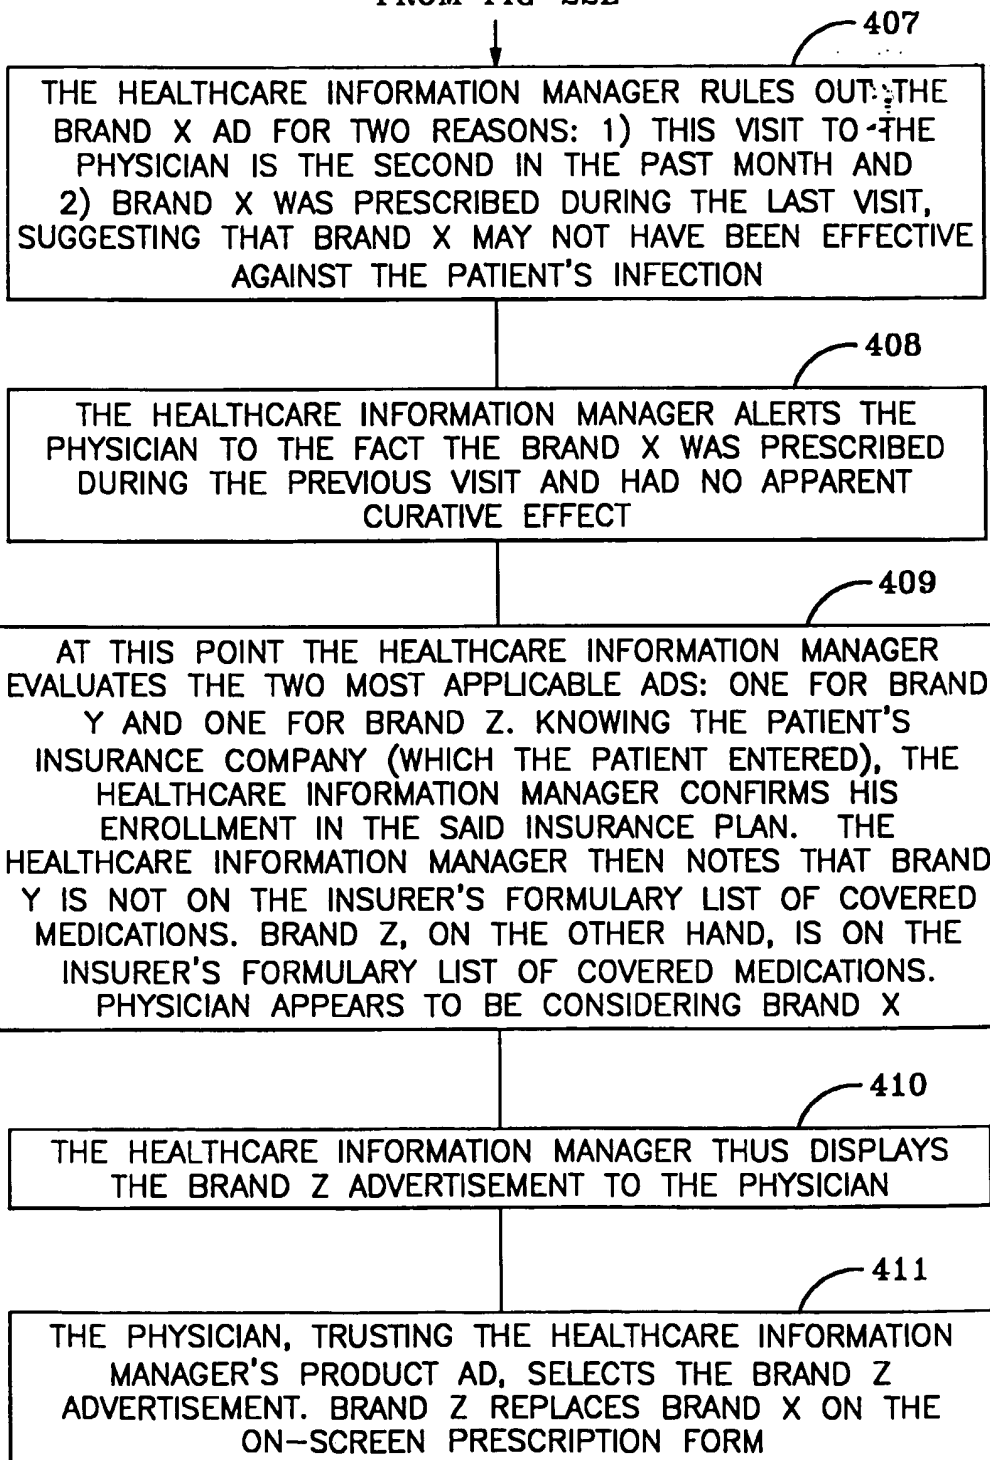 FROM FIG 22E
407
THE HEALTHCARE INFORMATION MANAGER RULES OUT THE
BRAND X AD FOR TWO REASONS: 1) THIS VISIT TO THE
PHYSICIAN IS THE SECOND IN THE PAST MONTH AND
2) BRAND X WAS PRESCRIBED DURING THE LAST VISIT,
SUGGESTING THAT BRAND X MAY NOT HAVE BEEN EFFECTIVE
AGAINST THE PATIENT'S INFECTION
408
THE HEALTHCARE INFORMATION MANAGER ALERTS THE
PHYSICIAN TO THE FACT THE BRAND X WAS PRESCRIBED
DURING THE PREVIOUS VISIT AND HAD NO APPARENT
CURATIVE EFFECT
409
AT THIS POINT THE HEALTHCARE INFORMATION MANAGER
EVALUATES THE TWO MOST APPLICABLE ADS: ONE FOR BRAND
Y AND ONE FOR BRAND Z. KNOWING THE PATIENT'S
INSURANCE COMPANY (WHICH THE PATIENT ENTERED), THE
HEALTHCARE INFORMATION MANAGER CONFIRMS HIS
ENROLLMENT IN THE SAID INSURANCE PLAN. THE
HEALTHCARE INFORMATION MANAGER THEN NOTES THAT BRAND
Y IS NOT ON THE INSURER'S FORMULARY LIST OF COVERED
MEDICATIONS. BRAND Z, ON THE OTHER HAND, IS ON THE
INSURER'S FORMULARY LIST OF COVERED MEDICATIONS.
PHYSICIAN APPEARS TO BE CONSIDERING BRAND X
410
THE HEALTHCARE INFORMATION MANAGER THUS DISPLAYS
THE BRAND Z ADVERTISEMENT TO THE PHYSICIAN
411
THE PHYSICIAN, TRUSTING THE HEALTHCARE INFORMATION
MANAGER'S PRODUCT AD, SELECTS THE BRAND Z
ADVERTISEMENT. BRAND Z REPLACES BRAND X ON THE
ON-SCREEN PRESCRIPTION FORM